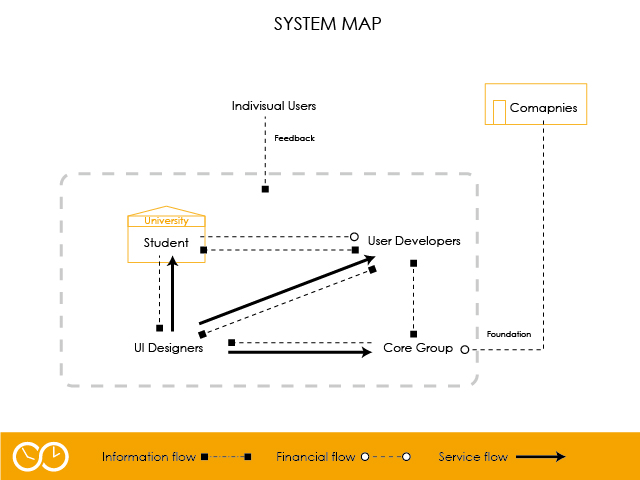 SYSTEM MAP
Indivisual Users
Comapnies
Feedback
University
Student
User Developers
Foundation
UI Designers
Core Group
Information flow
Financial flow
Service flow